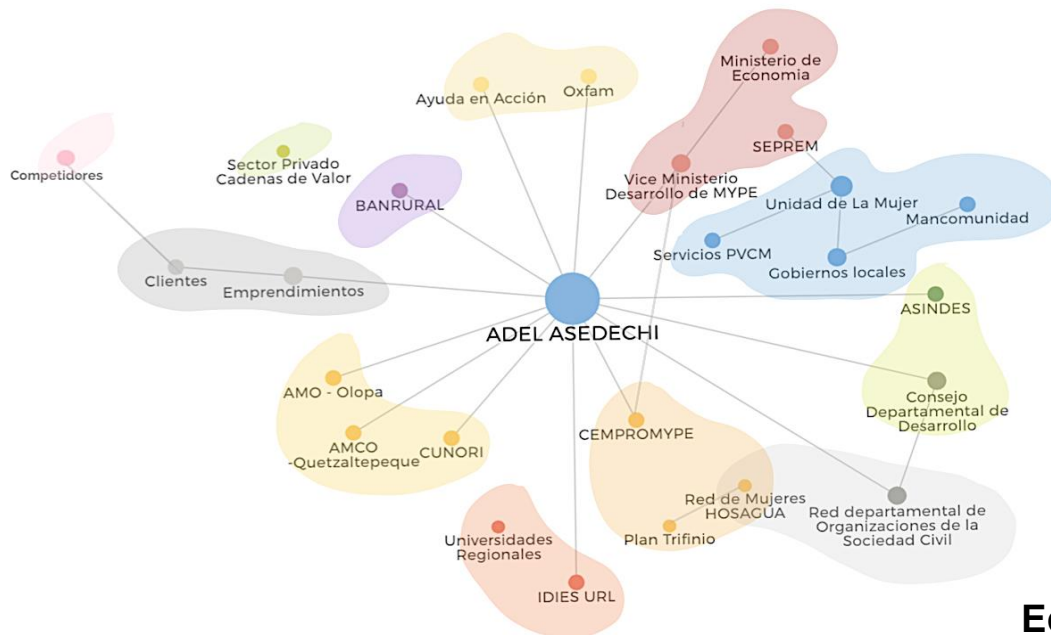 Ministerio de
Economia
Ayuda en Acción
Oxfam
SEPREM
Competidores
Sector Privado
Cadenas de Valor
BANRURAL
Vice Ministerio
Desarrollo de MYPE
Unidad de La Mujer
Mancomunidad
Servicios PVCM
Gobiernos locales
Clientes
Emprendimientos
ASINDES
ADEL ASEDECHI
AMO - Olopa
Consejo
Departamental de
Desarrollo
AMCO
-Quetzaltepeque
CUNORI
CEMPROMYPE
Red de Mujeres
HOSAGUA
Red departamental de
Organizaciones de la
Sociedad Civil
Universidades
Regionales
Plan Trifinio
IDIES URL